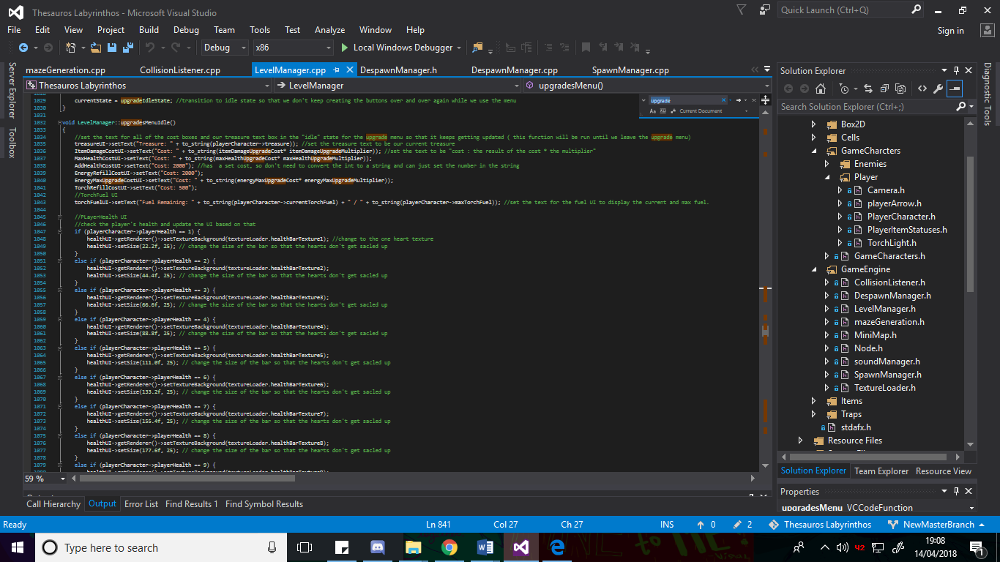 Thesauros Labyrinthos - Microsoft Visual Studio
Quick Launch (Ctrl+Q)
File Edit View Project Build Debug Team Tools Test Analyze Window Help
Sign in
Debug x86 Local Windows Debugger
Server Explorer
Toolbox
mazeGeneration.cpp CollisionListener.cpp LevelManager.cpp DespawnManager.h DespawnManager.cpp SpawnManager.cpp
Thesauros Labyrinthos LevelManager upgradesMenu()
upgrade
Aa Current Document
1029 currentState = upgradeIdleState; //transition to idle state so that we don't keep creating the buttons over and over again while we use the menu
1030 }
1031
1032 void LevelManager::upgradesMenuIdle()
1033 {
1034 //set the text for all of the cost boxes and our treasure text box in the "idle" state for the upgrade menu so that it keeps getting updated ( this function will be run until we leave the upgrade menu)
1035 treasureUI->setText("Treasure: " + to_string(playerCharacter->treasure)); //set the treasure text to be our current treasure
1036 ItemDamageCostUI->setText("Cost: " + to_string(itemDamageUpgradeCost* itemDamageUpgradeMultiplier)); //set the text to be "cost : the result of the cost * the multiplier"
1037 MaxHealthCostUI->setText("Cost: " + to_string(maxHealthUpgradeCost* maxHealthUpgradeMultiplier));
1038 AddHealthCostUI->setText("Cost: 2000"); //has  a set cost, so don't need to convert the int to a string and can just set the number in the string
1039 EnergyRefillCostUI->setText("Cost: 2000");
1040 EnergyMaxUpgradeCostUI->setText("Cost: " + to_string(energyMaxUpgradeCost* energyMaxUpgradeMultiplier));
1041 TorchRefillCostUI->setText("Cost: 500");
1042 //TorchFuel UI
1043 torchFuelUI->setText("Fuel Remaining: " + to_string(playerCharacter->currentTorchFuel) + " / " + to_string(playerCharacter->maxTorchFuel)); //set the text for the fuel UI to display the current and max fuel.
1044
1045 //PLayerHealth UI
1046 //check the player's health and update the UI based on that
1047 if (playerCharacter->playerHealth == 1) {
1048 healthUI->getRenderer()->setTextureBackground(textureLoader.healthBarTexture1); //change to the one heart texture
1049 healthUI->setSize(22.2f, 25); // change the size of the bar so that the hearts don't get sacled up
1050 }
1051 else if (playerCharacter->playerHealth == 2) {
1052 healthUI->getRenderer()->setTextureBackground(textureLoader.healthBarTexture2);
1053 healthUI->setSize(44.4f, 25); // change the size of the bar so that the hearts don't get sacled up
1054 }
1055 else if (playerCharacter->playerHealth == 3) {
1056 healthUI->getRenderer()->setTextureBackground(textureLoader.healthBarTexture3);
1057 healthUI->setSize(66.6f, 25); // change the size of the bar so that the hearts don't get sacled up
1058 }
1059 else if (playerCharacter->playerHealth == 4) {
1060 healthUI->getRenderer()->setTextureBackground(textureLoader.healthBarTexture4);
1061 healthUI->setSize(88.8f, 25); // change the size of the bar so that the hearts don't get sacled up
1062 }
1063 else if (playerCharacter->playerHealth == 5) {
1064 healthUI->getRenderer()->setTextureBackground(textureLoader.healthBarTexture5);
1065 healthUI->setSize(111.0f, 25); // change the size of the bar so that the hearts don't get sacled up
1066 }
1067 else if (playerCharacter->playerHealth == 6) {
1068 healthUI->getRenderer()->setTextureBackground(textureLoader.healthBarTexture6);
1069 healthUI->setSize(133.2f, 25); // change the size of the bar so that the hearts don't get sacled up
1070 }
1071 else if (playerCharacter->playerHealth == 7) {
1072 healthUI->getRenderer()->setTextureBackground(textureLoader.healthBarTexture7);
1073 healthUI->setSize(155.4f, 25); // change the size of the bar so that the hearts don't get sacled up
1074 }
1075 else if (playerCharacter->playerHealth == 8) {
1076 healthUI->getRenderer()->setTextureBackground(textureLoader.healthBarTexture8);
1077 healthUI->setSize(177.6f, 25); // change the size of the bar so that the hearts don't get sacled up
1078 }
1079 else if (playerCharacter->playerHealth == 9) {
59 %
Call Hierarchy Output Error List Find Results 1 Find Symbol Results
Solution Explorer
Search Solution Explorer (Ctrl+;)
Box2D
Cells
GameCharcters
Enemies
Player
Camera.h
playerArrow.h
PlayerCharacter.h
PlayerItemStatuses.h
TorchLight.h
GameCharacters.h
GameEngine
CollisionListener.h
DespawnManager.h
LevelManager.h
mazeGeneration.h
MiniMap.h
Node.h
soundManager.h
SpawnManager.h
TextureLoader.h
Items
Traps
stdafx.h
Resource Files
Solution Explorer Team Explorer Resource View
Properties
upgradesMenu VCCodeFunction
Diagnostic Tools
Ready Ln 841 Col 27 Ch 27 INS 0 2 Thesauros Labyrinthos NewMasterBranch
Type here to search
42
19:08
14/04/2018
1